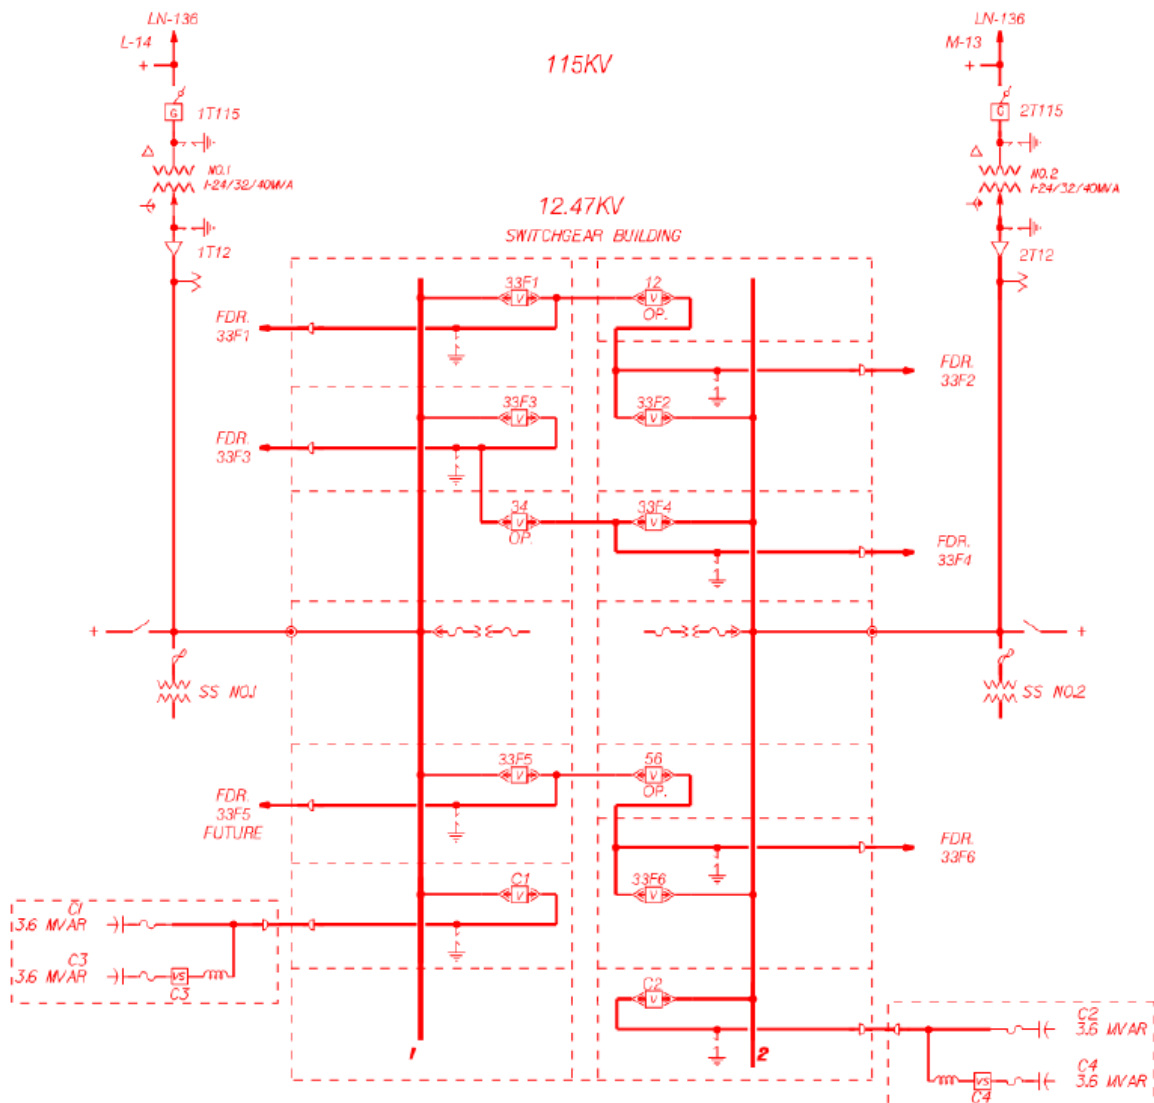 LN-136
L-14
+
G
1T115
NO.1
1-24/32/40MVA
1T12
115KV
LN-136
M-13
+
G
2T115
NO.2
1-24/32/40MVA
2T12
12.47KV
SWITCHGEAR BUILDING
33F1
V
12
V
OP.
FDR.
33F1
FDR.
33F2
33F3
V
33F2
V
FDR.
33F3
34
V
OP.
33F4
V
FDR.
33F4
+
+
SS NO.1
SS NO.2
33F5
V
56
V
OP.
FDR.
33F5
FUTURE
FDR.
33F6
C1
V
33F6
V
C1
3.6 MVAR
C3
3.6 MVAR
VS
C3
C2
V
1
2
C2
3.6 MVAR
C4
3.6 MVAR
VS
C4